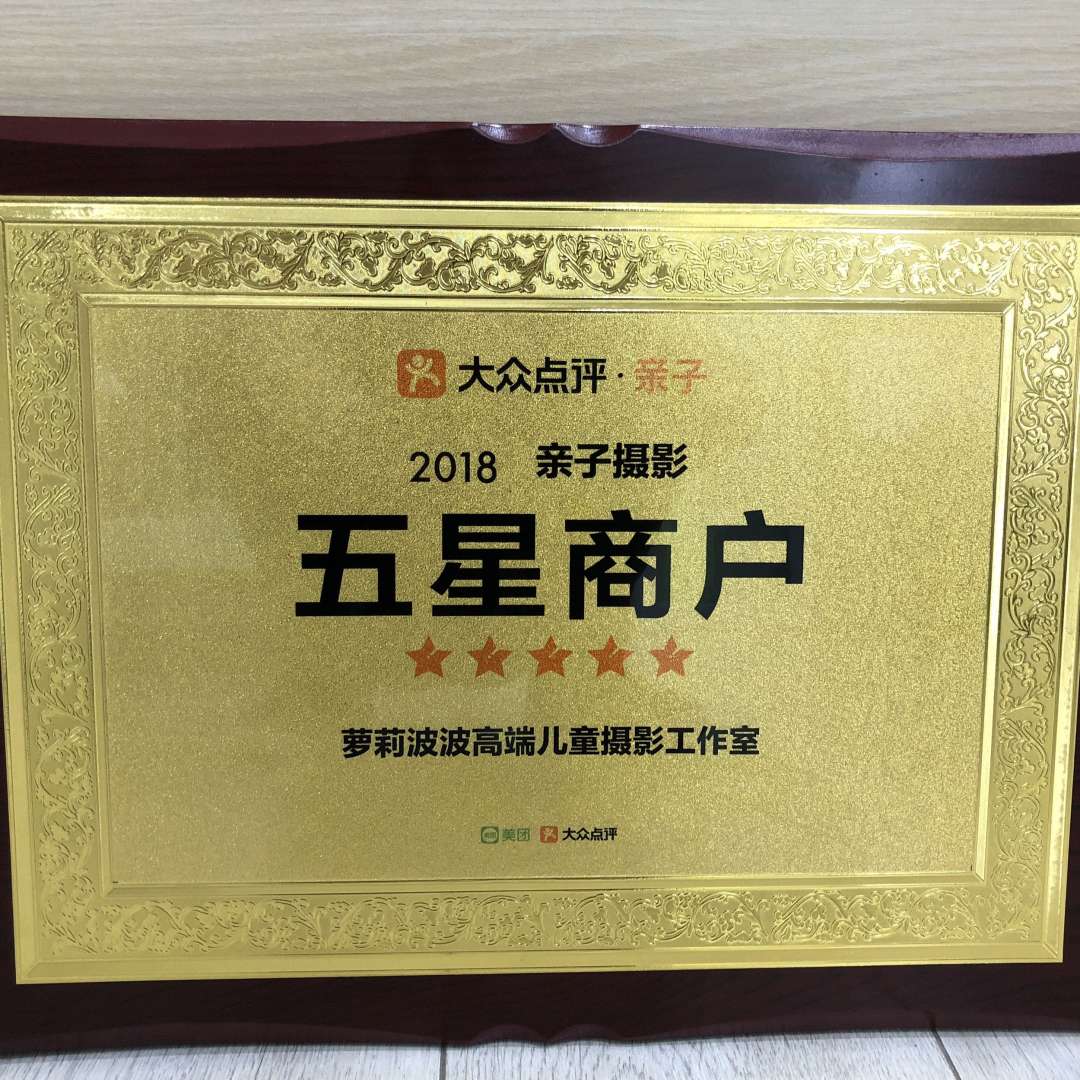 大众点评·亲子
2018 亲子摄影
五星商户
萝莉波波高端儿童摄影工作室
美团 大众点评